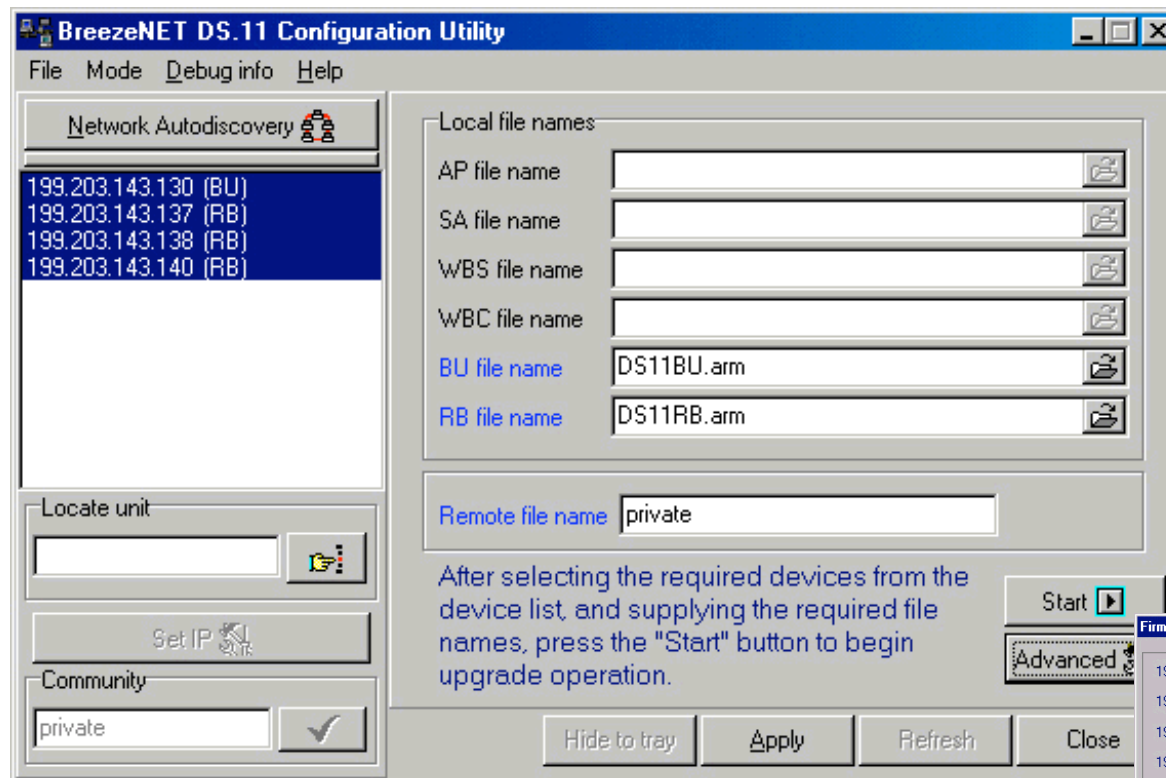 BreezeNET DS.11 Configuration Utility
File Mode Debug info Help
Network Autodiscovery
199.203.143.130 (BU)
199.203.143.137 (RB)
199.203.143.138 (RB)
199.203.143.140 (RB)
Locate unit
Set IP
Community
private
Local file names
AP file name
SA file name
WBS file name
WBC file name
BU file name DS11BU.arm
RB file name DS11RB.arm
Remote file name private
After selecting the required devices from the
device list, and supplying the required file
names, press the "Start" button to begin
upgrade operation.
Start
Advanced
Hide to tray Apply Refresh Close
Firm
19
19
19
19